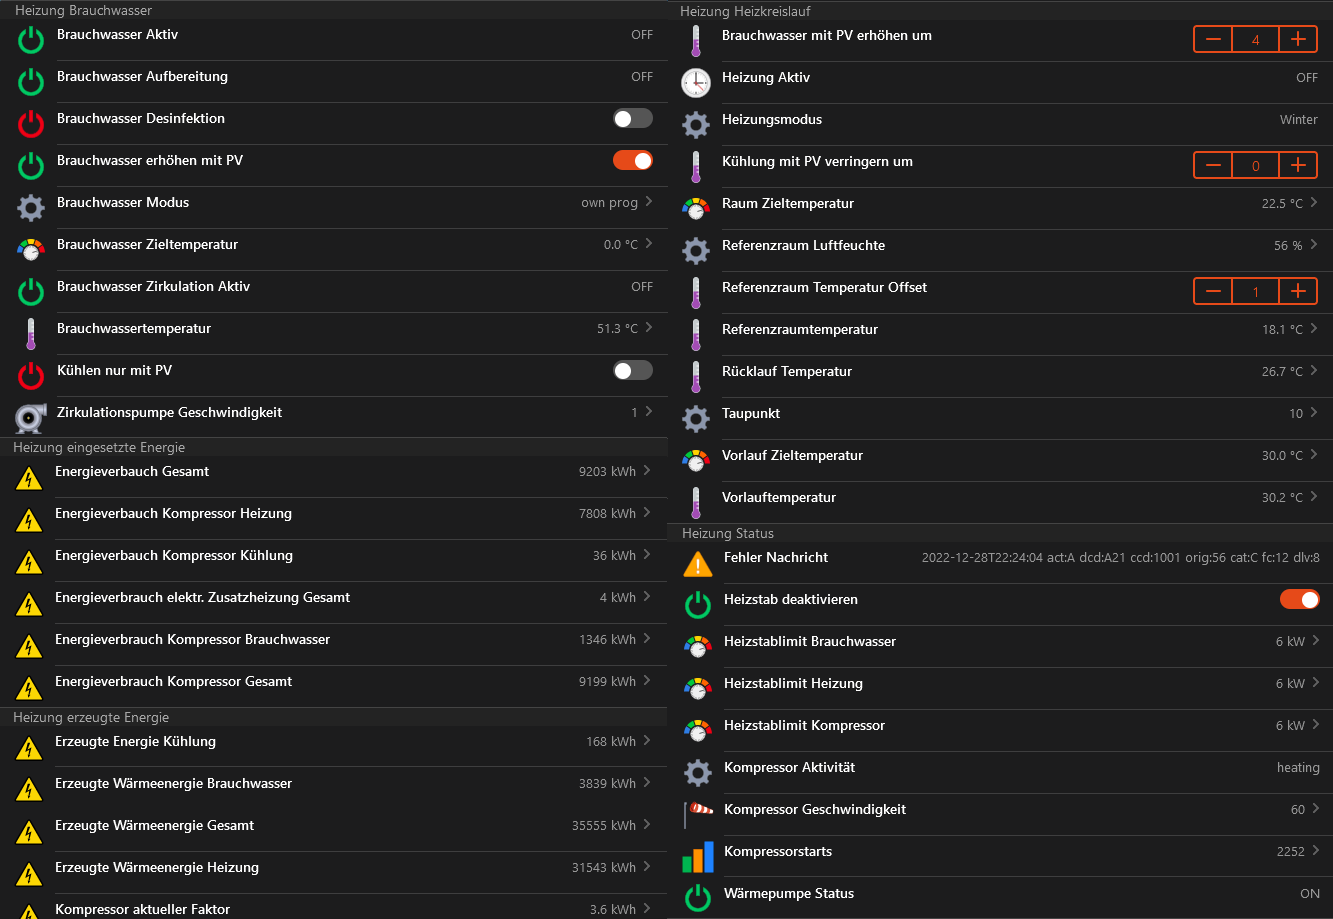 Heizung Brauchwasser
Brauchwasser Aktiv OFF
Brauchwasser Aufbereitung OFF
Brauchwasser Desinfektion
Brauchwasser erhöhen mit PV
Brauchwasser Modus own prog
Brauchwasser Zieltemperatur 0.0 °C
Brauchwasser Zirkulation Aktiv OFF
Brauchwassertemperatur 51.3 °C
Kühlen nur mit PV
Zirkulationspumpe Geschwindigkeit 1
Heizung eingesetzte Energie
Energieverbauch Gesamt 9203 kWh
Energieverbauch Kompressor Heizung 7808 kWh
Energieverbauch Kompressor Kühlung 36 kWh
Energieverbrauch elektr. Zusatzheizung Gesamt 4 kWh
Energieverbrauch Kompressor Brauchwasser 1346 kWh
Energieverbrauch Kompressor Gesamt 9199 kWh
Heizung erzeugte Energie
Erzeugte Energie Kühlung 168 kWh
Erzeugte Wärmeenergie Brauchwasser 3839 kWh
Erzeugte Wärmeenergie Gesamt 35555 kWh
Erzeugte Wärmeenergie Heizung 31543 kWh
Kompressor aktueller Faktor 3.6 kWh
Heizung Heizkreislauf
Brauchwasser mit PV erhöhen um 4
Heizung Aktiv OFF
Heizungsmodus Winter
Kühlung mit PV verringern um 0
Raum Zieltemperatur 22.5 °C
Referenzraum Luftfeuchte 56 %
Referenzraum Temperatur Offset 1
Referenzraumtemperatur 18.1 °C
Rücklauf Temperatur 26.7 °C
Taupunkt 10
Vorlauf Zieltemperatur 30.0 °C
Vorlauftemperatur 30.2 °C
Heizung Status
Fehler Nachricht 2022-12-28T22:24:04 act:A dcd:A21 ccd:1001 orig:56 cat:C fc:12 dlv:8
Heizstab deaktivieren
Heizstablimit Brauchwasser 6 kW
Heizstablimit Heizung 6 kW
Heizstablimit Kompressor 6 kW
Kompressor Aktivität heating
Kompressor Geschwindigkeit 60
Kompressorstarts 2252
Wärmepumpe Status ON